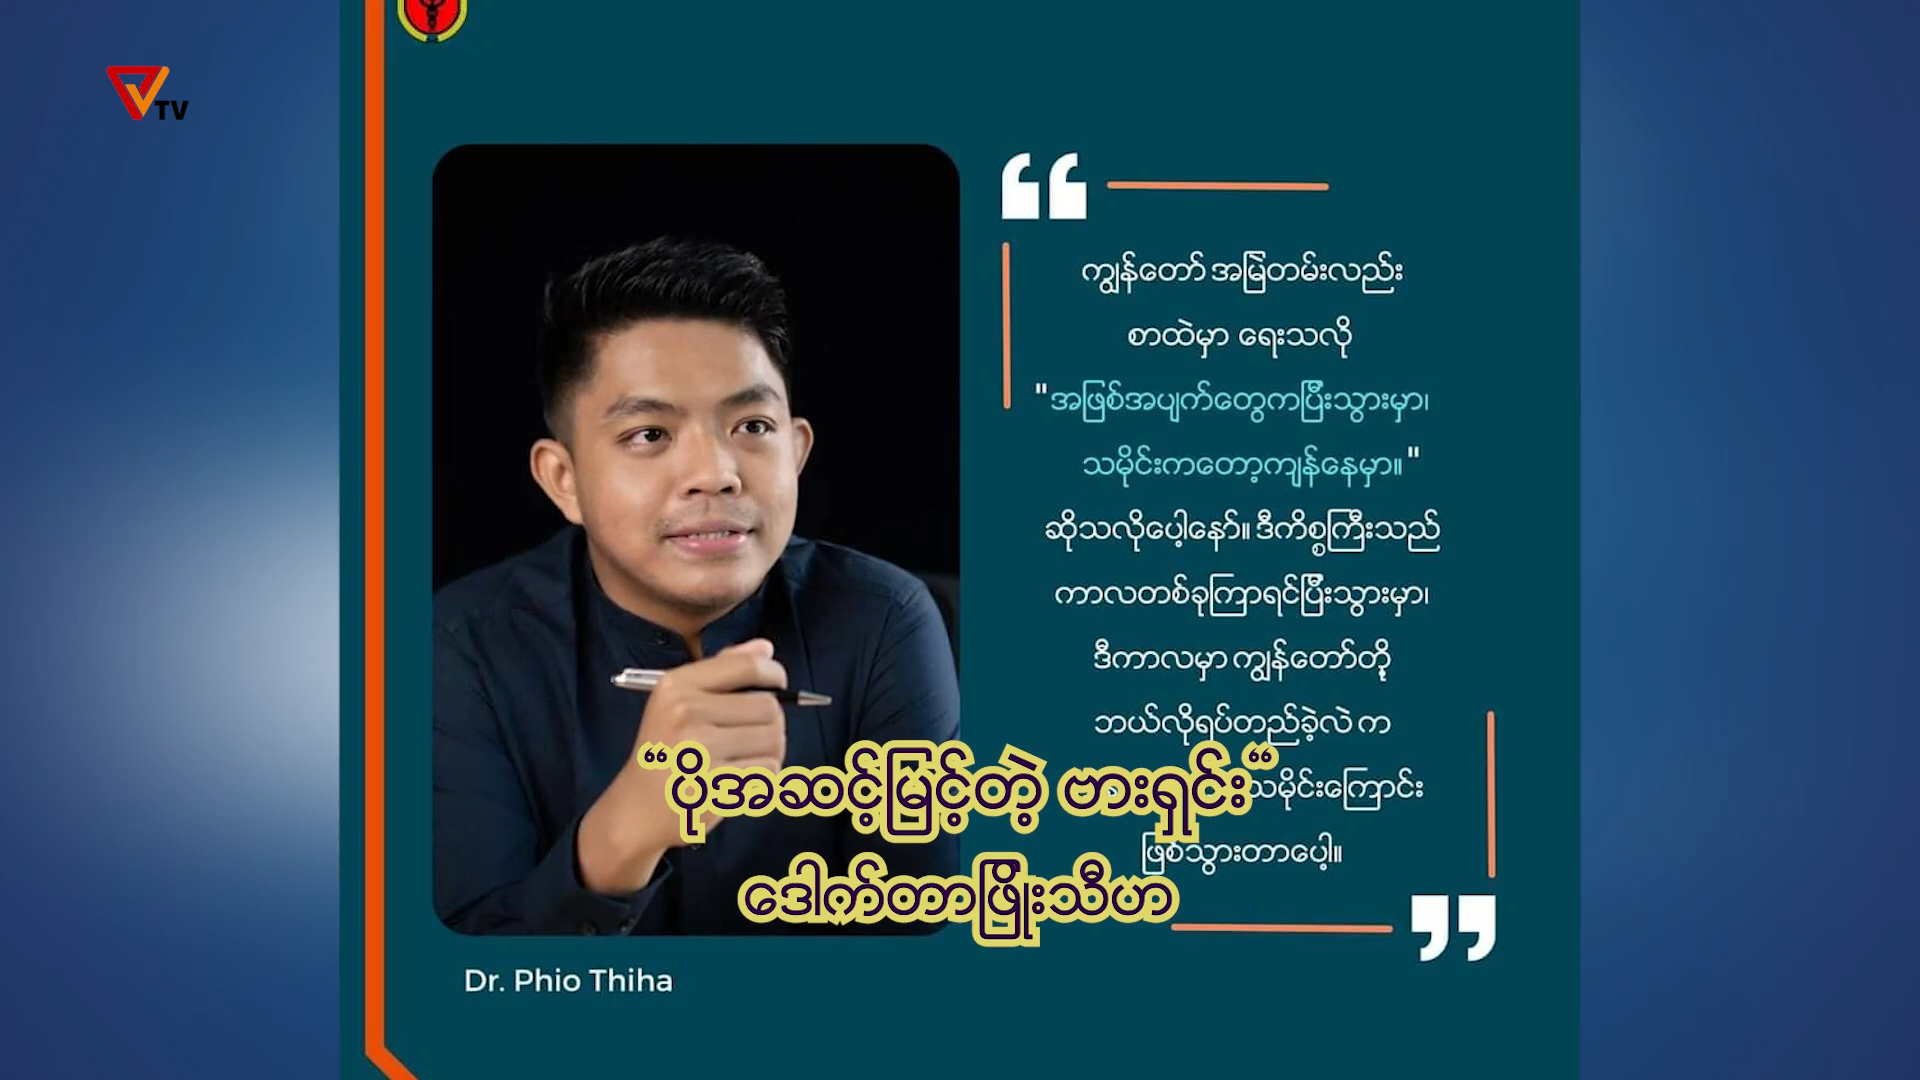 TV
ကျွန်တော် အမြဲတမ်းလည်း
စာထဲမှာ ရေးသလို
"အဖြစ်အပျက်တွေကပြီးသွားမှာ၊
သမိုင်းကတော့ကျန်နေမှာ။"
ဆိုသလိုပေါ့နော်။ ဒီကိစ္စကြီးသည်
ကာလတစ်ခုကြာရင်ပြီးသွားမှာ၊
ဒီကာလမှာ ကျွန်တော်တို့
ဘယ်လိုရပ်တည်ခဲ့လဲ က
သမိုင်းကြောင်း
ဖြစ်သွားတာပေါ့။
“ပိုအဆင့်မြင့်တဲ့ ဗားရှင်း“
ဒေါက်တာဖြိုးသီဟ
Dr. Phio Thiha